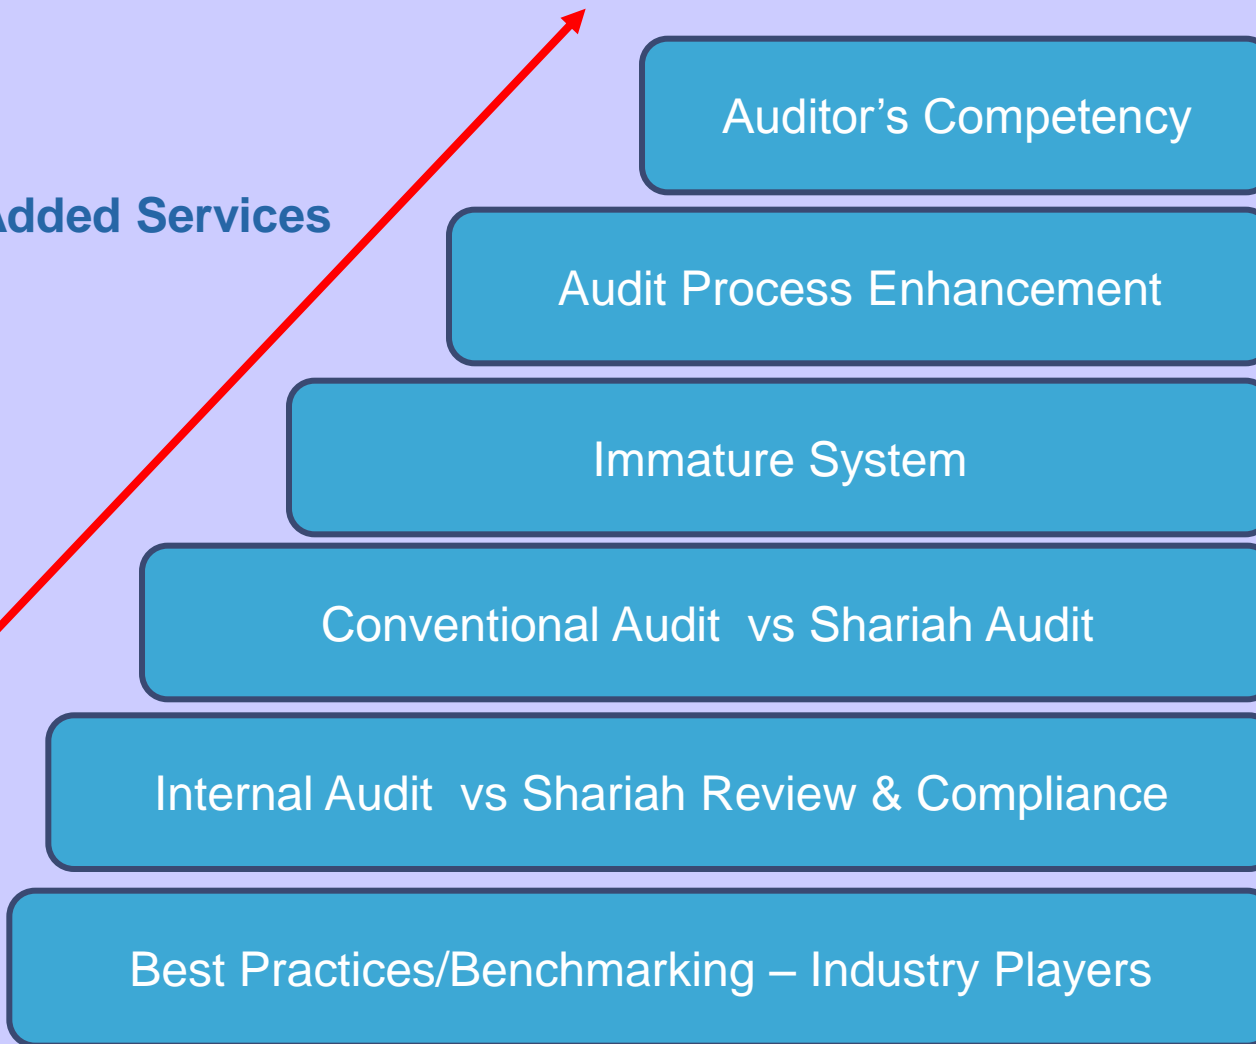 Auditor’s Competency
Added Services
Audit Process Enhancement
Immature System
Conventional Audit  vs Shariah Audit
Internal Audit  vs Shariah Review & Compliance
Best Practices/Benchmarking – Industry Players